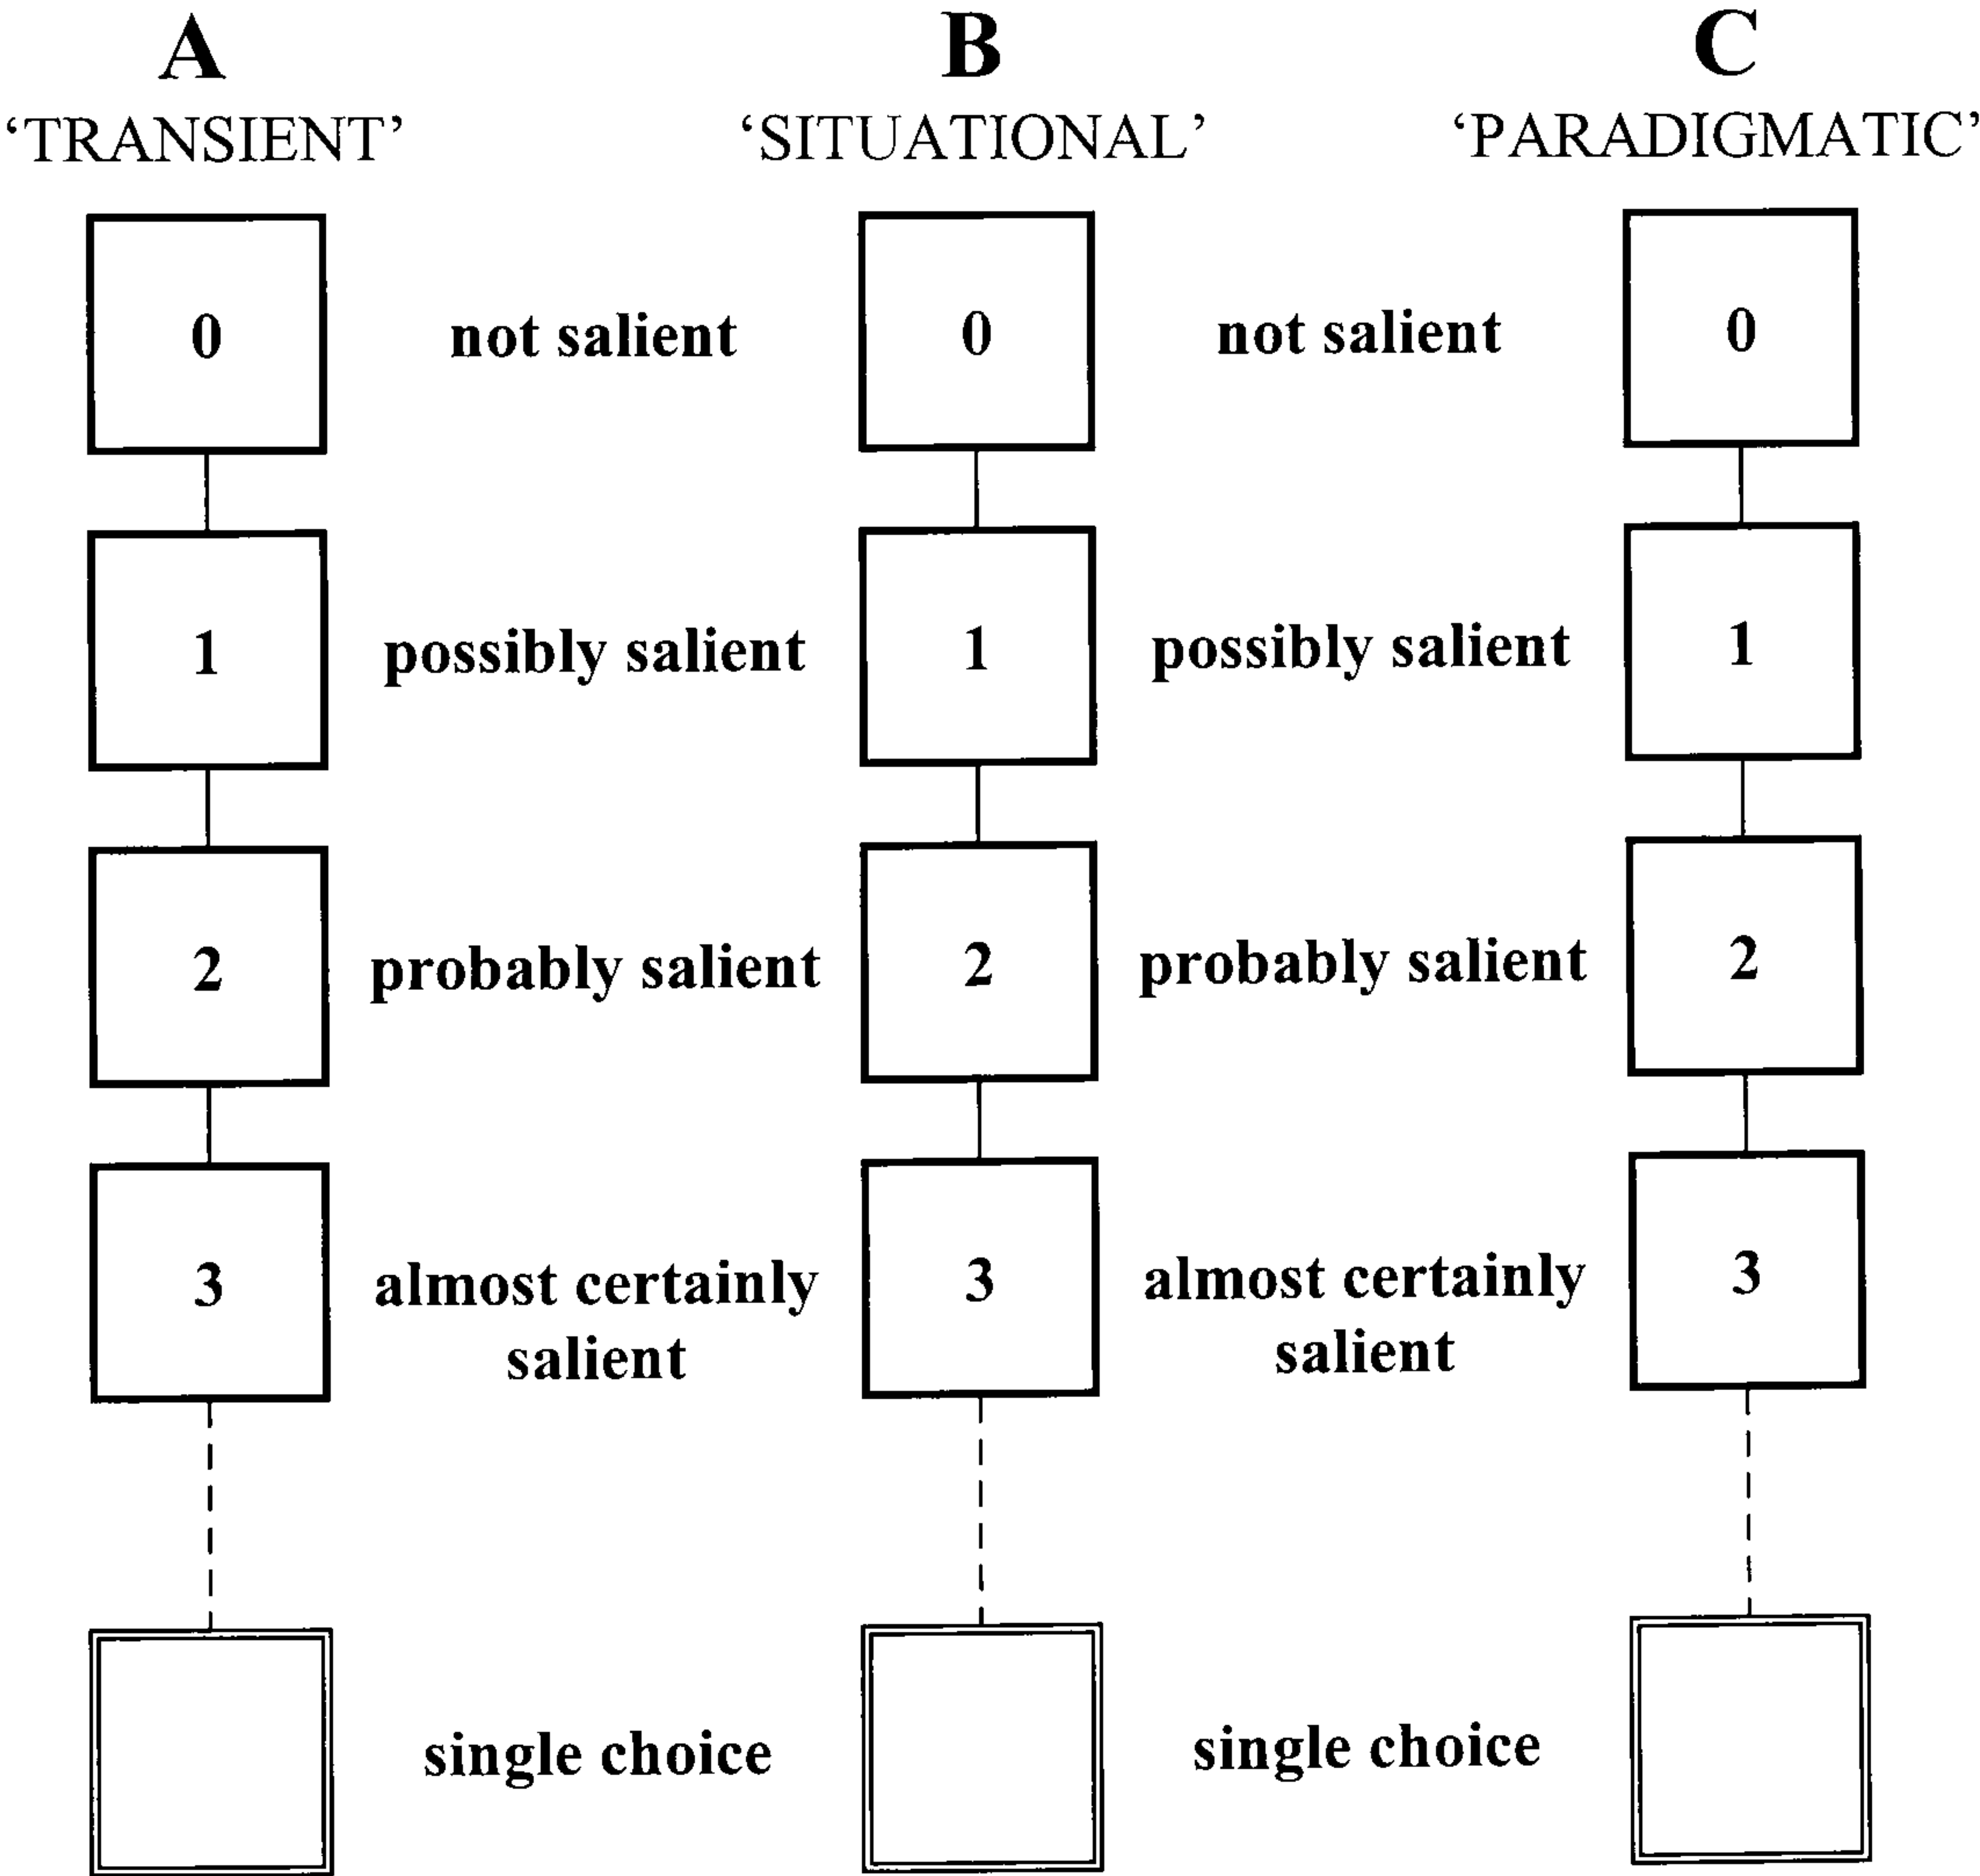 A B C
‘TRANSIENT’ ‘SITUATIONAL’ ‘PARADIGMATIC’
0 not salient 0 not salient 0
1 possibly salient 1 possibly salient 1
2 probably salient 2 probably salient 2
3 almost certainly 3 almost certainly 3
salient salient
single choice single choice